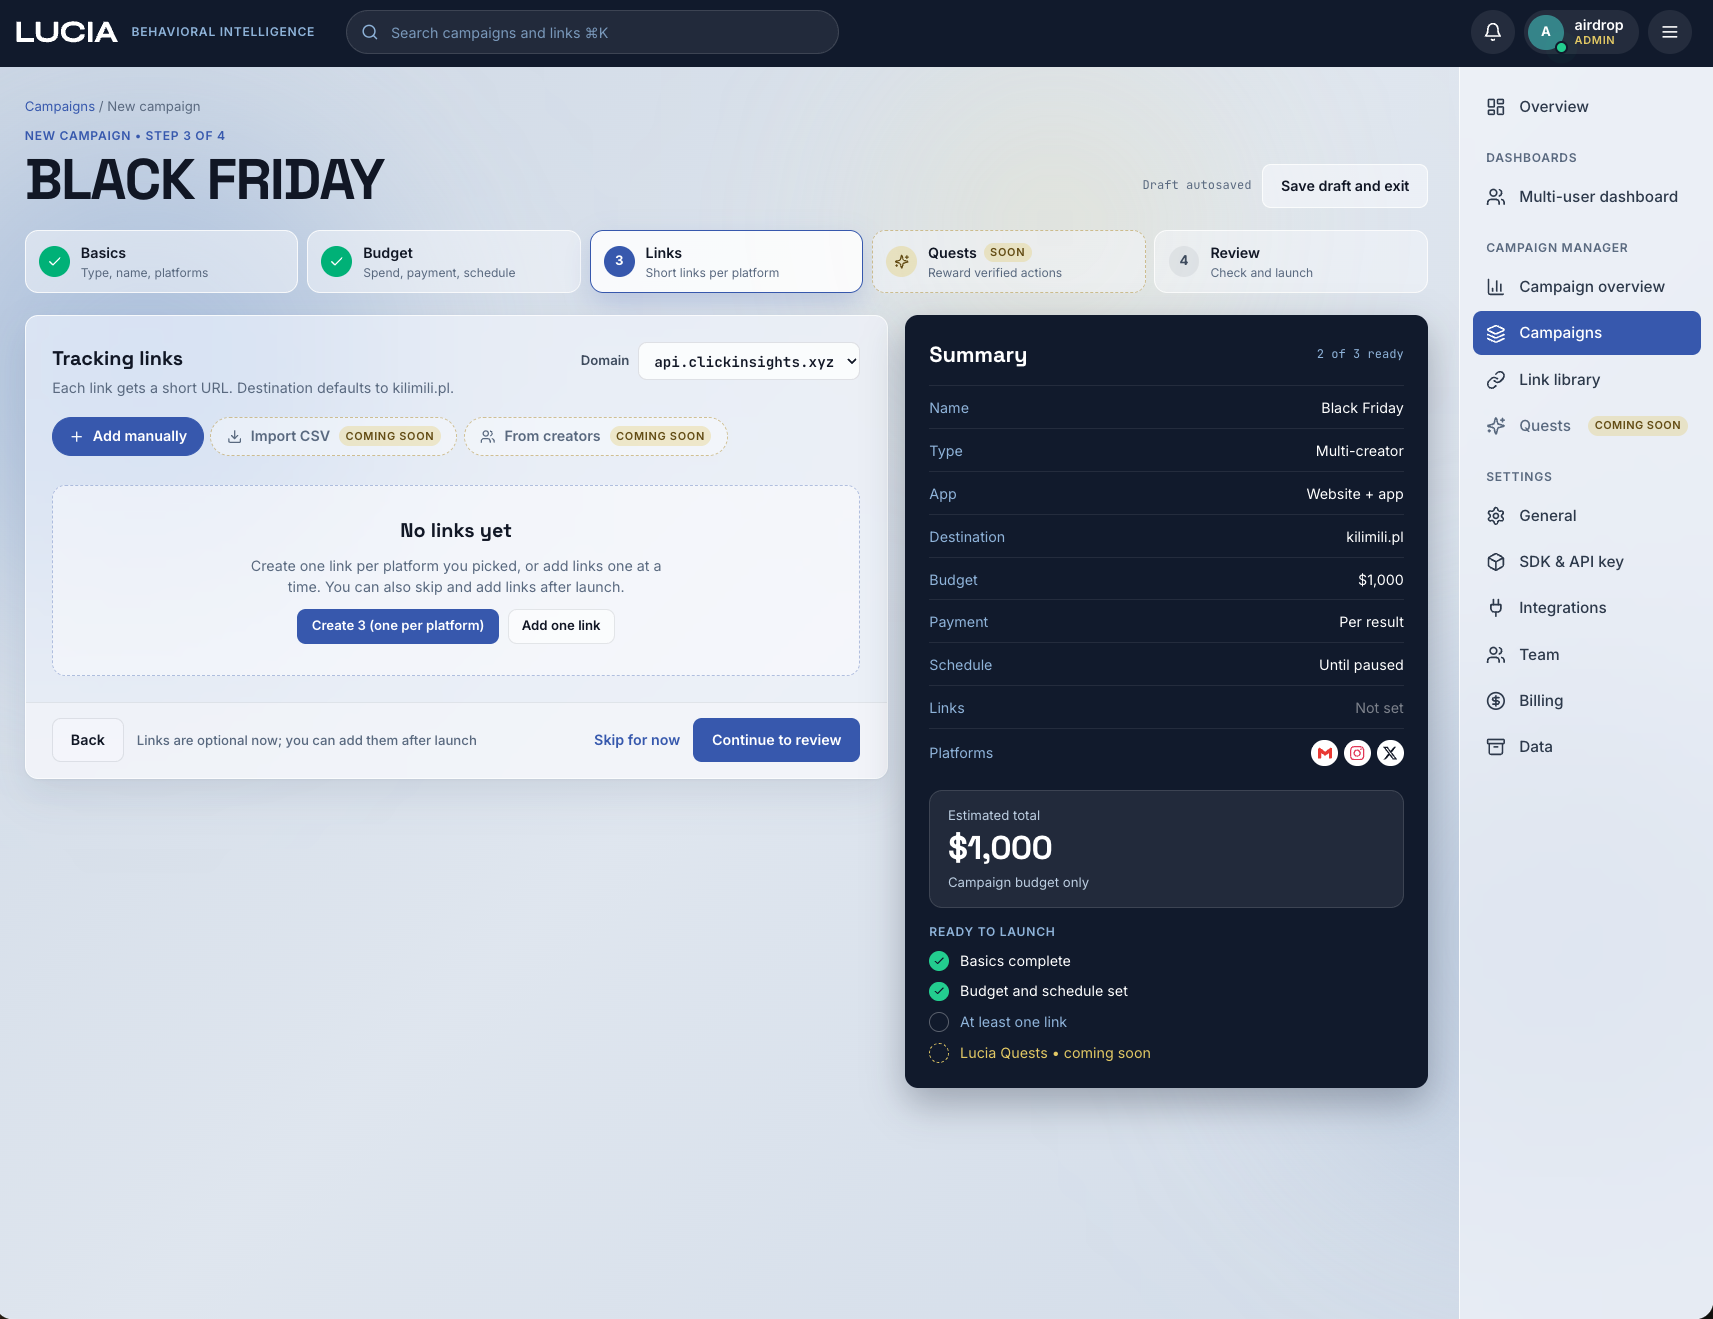 LUCIA BEHAVIORAL INTELLIGENCE
Search campaigns and links ⌘K
A
airdrop
ADMIN
Campaigns / New campaign
NEW CAMPAIGN • STEP 3 OF 4
BLACK FRIDAY
Draft autosaved
Save draft and exit
Basics
Type, name, platforms
Budget
Spend, payment, schedule
3
Links
Short links per platform
Quests SOON
Reward verified actions
4
Review
Check and launch
Tracking links
Each link gets a short URL. Destination defaults to kilimili.pl.
Domain
api.clickinsights.xyz
Add manually
Import CSV COMING SOON
From creators COMING SOON
No links yet
Create one link per platform you picked, or add links one at a
time. You can also skip and add links after launch.
Create 3 (one per platform)
Add one link
Back
Links are optional now; you can add them after launch
Skip for now
Continue to review
Summary
2 of 3 ready
Name Black Friday
Type Multi-creator
App Website + app
Destination kilimili.pl
Budget $1,000
Payment Per result
Schedule Until paused
Links Not set
Platforms
Estimated total
$1,000
Campaign budget only
READY TO LAUNCH
Basics complete
Budget and schedule set
At least one link
Lucia Quests • coming soon
Overview
DASHBOARDS
Multi-user dashboard
CAMPAIGN MANAGER
Campaign overview
Campaigns
Link library
Quests COMING SOON
SETTINGS
General
SDK & API key
Integrations
Team
Billing
Data